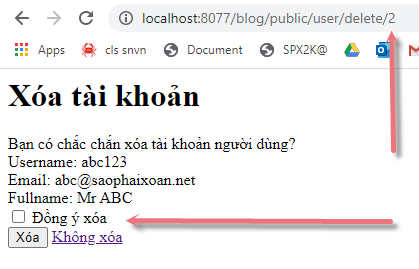 localhost:8077/blog/public/user/delete/2
Apps cls snvn Document SPX2K@
Xóa tài khoản
Bạn có chắc chắn xóa tài khoản người dùng?
Username: abc123
Email: abc@saophaixoan.net
Fullname: Mr ABC
Đồng ý xóa
Xóa Không xóa